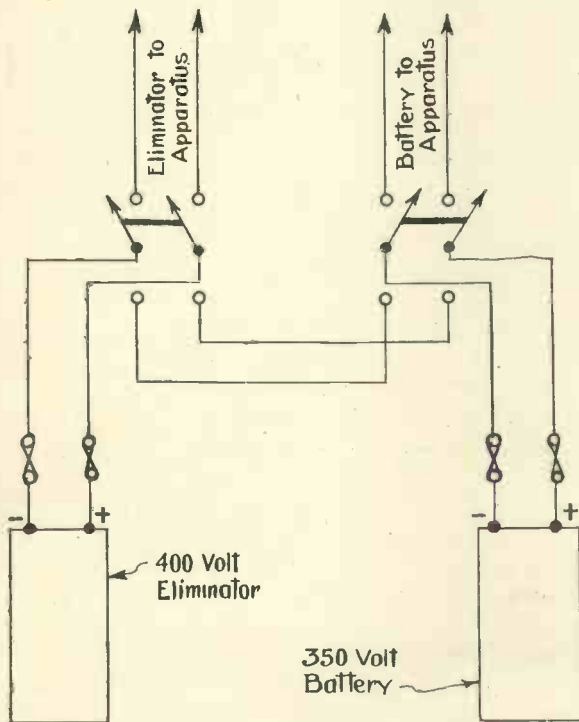 Eliminator to
Apparatus
Battery to
Apparatus
- +
- +
400 Volt
Eliminator
350 Volt
Battery